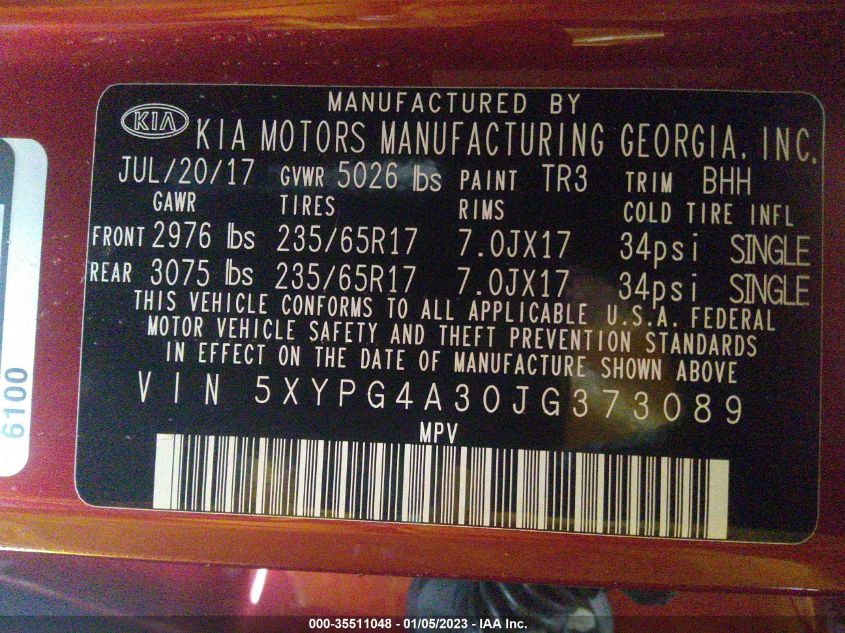 MANUFACTURED BY
KIA KIA MOTORS MANUFACTURING GEORGIA, INC.
JUL/20/17 GVWR 5026 lbs PAINT TR3 TRIM BHH
GAWR TIRES RIMS COLD TIRE INFL
FRONT 2976 lbs 235/65R17 7.0JX17 34psi SINGLE
REAR 3075 lbs 235/65R17 7.0JX17 34psi SINGLE
THIS VEHICLE CONFORMS TO ALL APPLICABLE U.S.A. FEDERAL
MOTOR VEHICLE SAFETY AND THEFT PREVENTION STANDARDS
IN EFFECT ON THE DATE OF MANUFACTURE SHOWN ABOVE
VIN 5XYPG4A30JG373089
MPV
6100
000-35511048 - 01/05/2023 - IAA Inc.